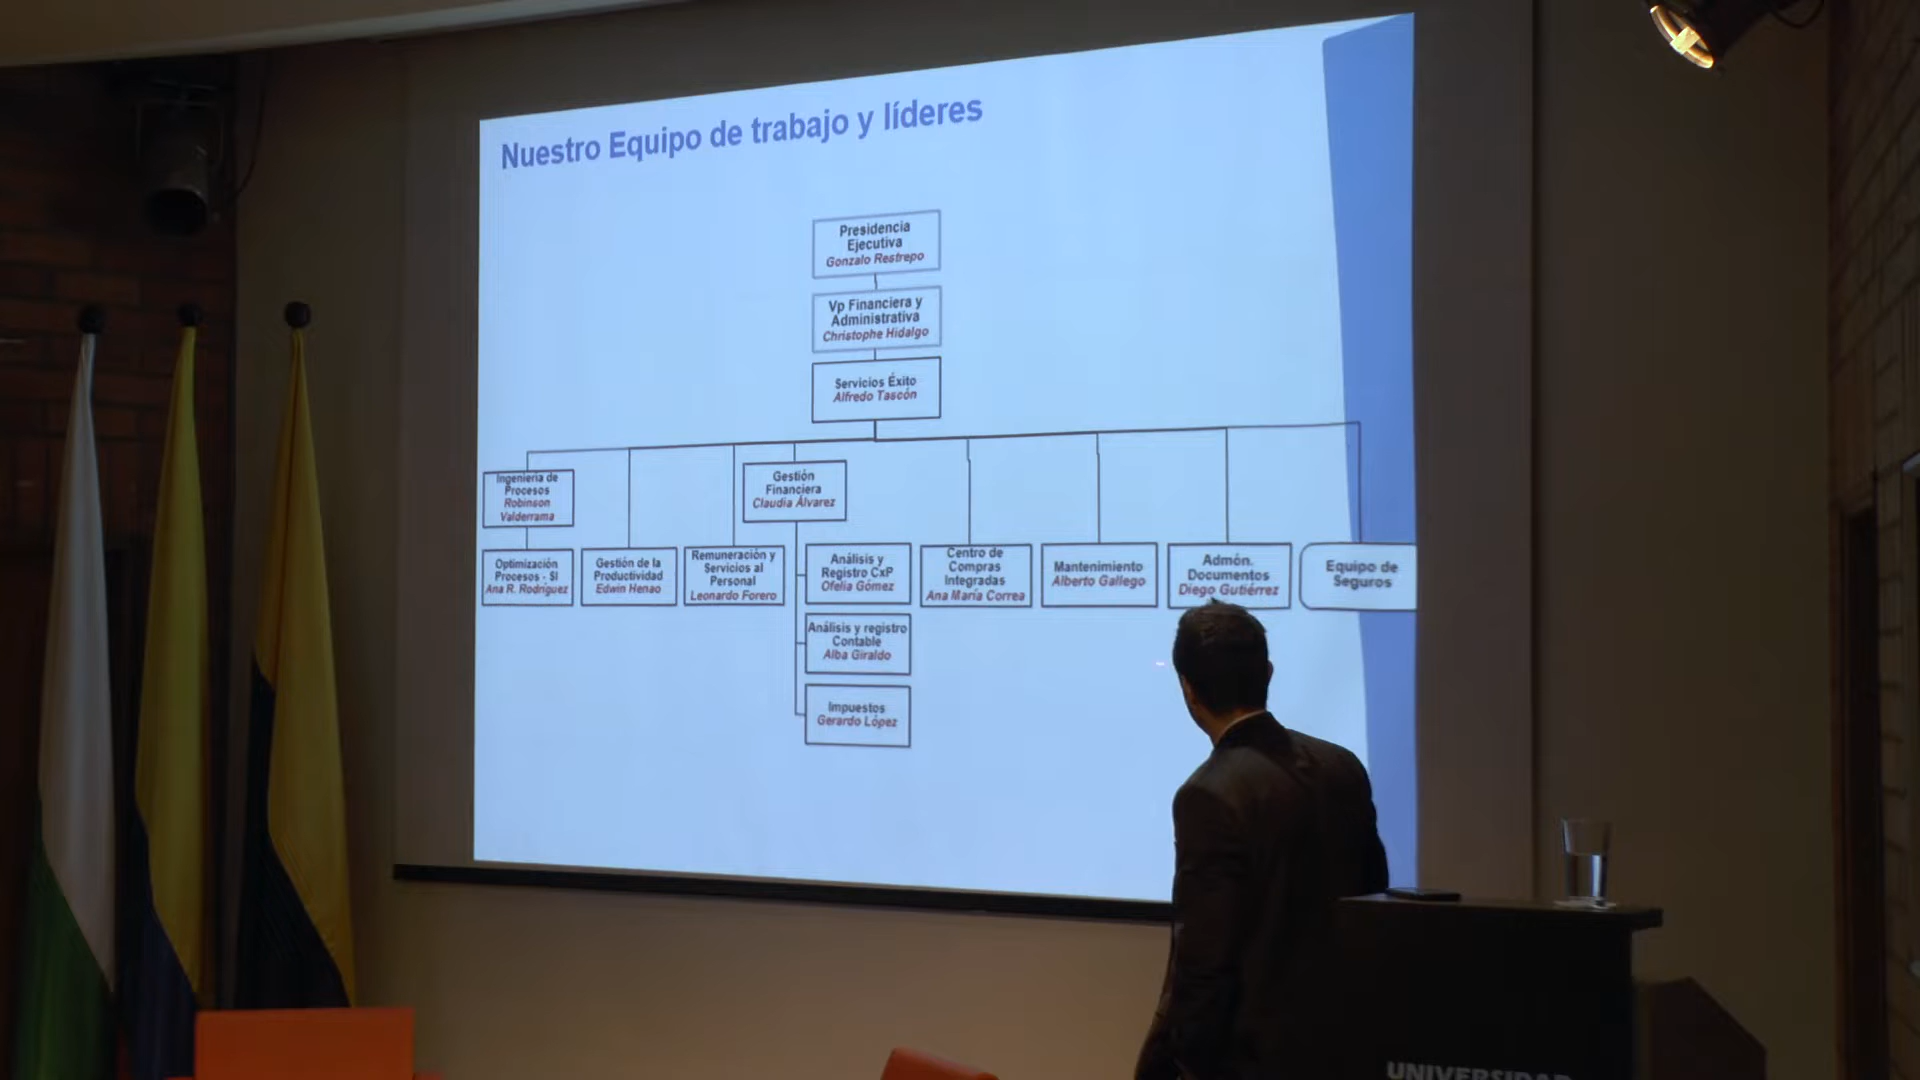 Nuestro Equipo de trabajo y líderes
Presidencia
Ejecutiva
Gonzalo Restrepo
Vp Financiera y
Administrativa
Christophe Hidalgo
Servicios Éxito
Alfredo Tascón
Ingeniería de
Procesos
Robinson
Valderrama
Gestión
Financiera
Claudia Álvarez
Optimización
Procesos - SI
Ana R. Rodríguez
Gestión de la
Productividad
Edwin Henao
Remuneración y
Servicios al
Personal
Leonardo Forero
Análisis y
Registro CxP
Ofelia Gómez
Centro de
Compras
Integradas
Ana María Correa
Mantenimiento
Alberto Gallego
Admón.
Documentos
Diego Gutiérrez
Equipo de
Seguros
Análisis y registro
Contable
Alba Giraldo
Impuestos
Gerardo López
UNIVERSIDAD